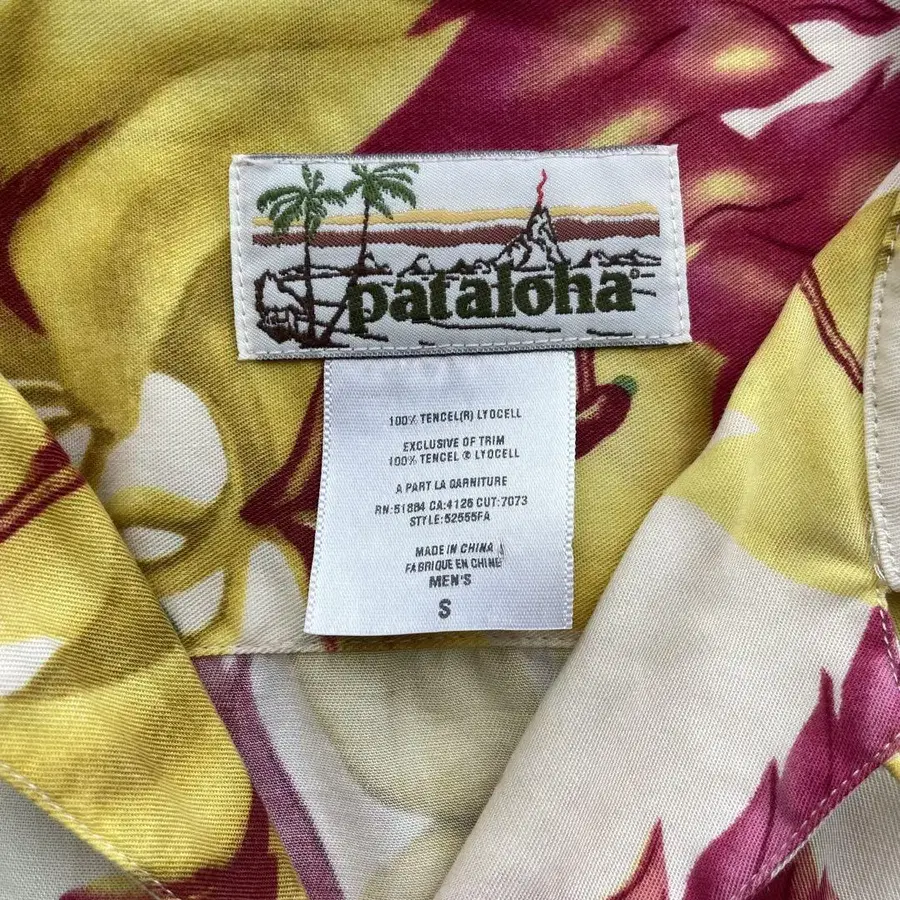 pataloha®
100% TENCEL(R) LYOCELL
EXCLUSIVE OF TRIM
100% TENCEL ® LYOCELL
A PART LA GARNITURE
RN:51884 CA:4126 CUT:7073
STYLE:52555FA
MADE IN CHINA
FABRIQUE EN CHINE
MEN'S
S